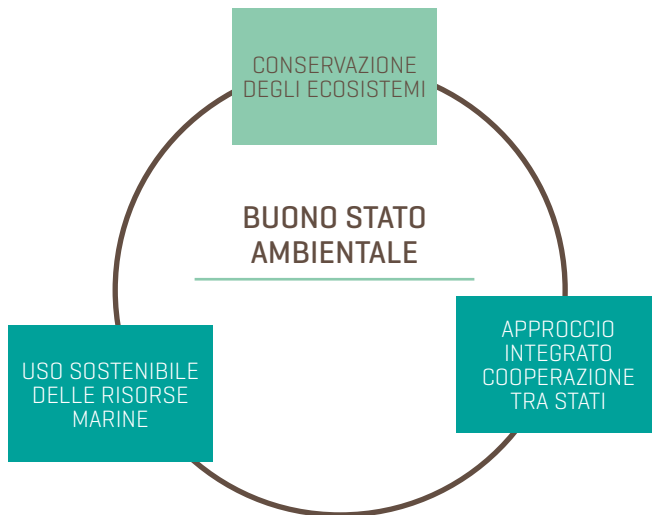 CONSERVAZIONE
DEGLI ECOSISTEMI
BUONO STATO
AMBIENTALE
USO SOSTENIBILE
DELLE RISORSE
MARINE
APPROCCIO
INTEGRATO
COOPERAZIONE
TRA STATI